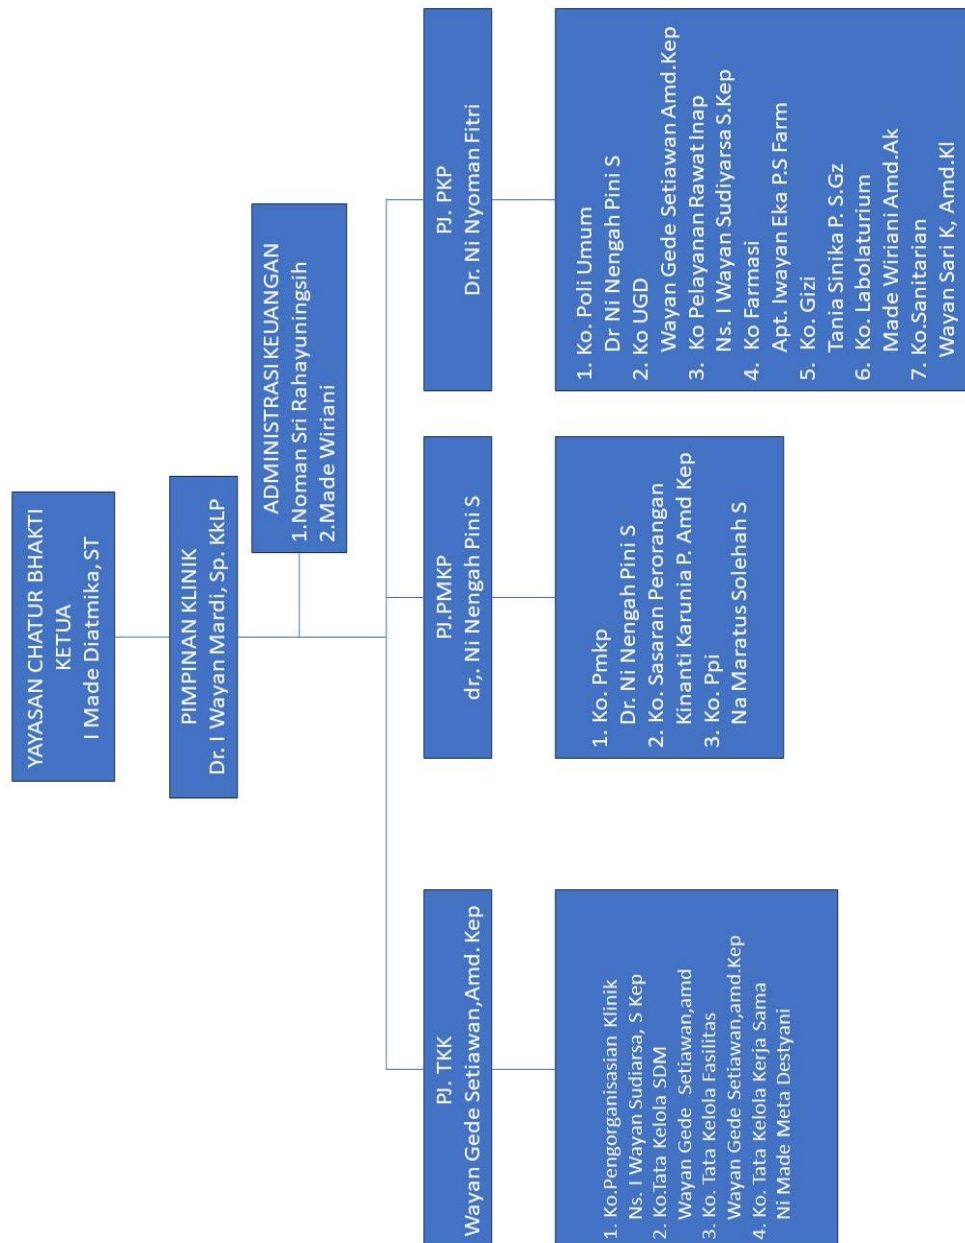 YAYASAN CHATUR BHAKTI
KETUA
I Made Diatmika, ST
PIMPINAN KLINIK
Dr. I Wayan Mardi, Sp. KkLP
ADMINISTRASI KEUANGAN
1.Noman Sri Rahayuningsih
2.Made Wiriani
PJ. TKK
Wayan Gede Setiawan,Amd. Kep
1. Ko.Pengorganisasian Klinik
Ns. I Wayan Sudiarsa, S Kep
2. Ko.Tata Kelola SDM
Wayan Gede Setiawan,amd
3. Ko. Tata Kelola Fasilitas
Wayan Gede Setiawan,amd.Kep
4. Ko. Tata Kelola Kerja Sama
Ni Made Meta Destyani
PJ.PMKP
dr,. Ni Nengah Pini S
1. Ko. Pmkp
Dr. Ni Nengah Pini S
2. Ko. Sasaran Perorangan
Kinanti Karunia P. Amd Kep
3. Ko. Ppi
Na Maratus Solehah S
PJ. PKP
Dr. Ni Nyoman Fitri
1. Ko. Poli Umum
Dr Ni Nengah Pini S
2. Ko UGD
Wayan Gede Setiawan Amd.Kep
3. Ko Pelayanan Rawat Inap
Ns. I Wayan Sudiyarsa S.Kep
4. Ko Farmasi
Apt. Iwayan Eka P.S Farm
5. Ko. Gizi
Tania Sinika P. S.Gz
6. Ko. Labolaturium
Made Wiriani Amd.Ak
7. Ko.Sanitarian
Wayan Sari K, Amd.Kl